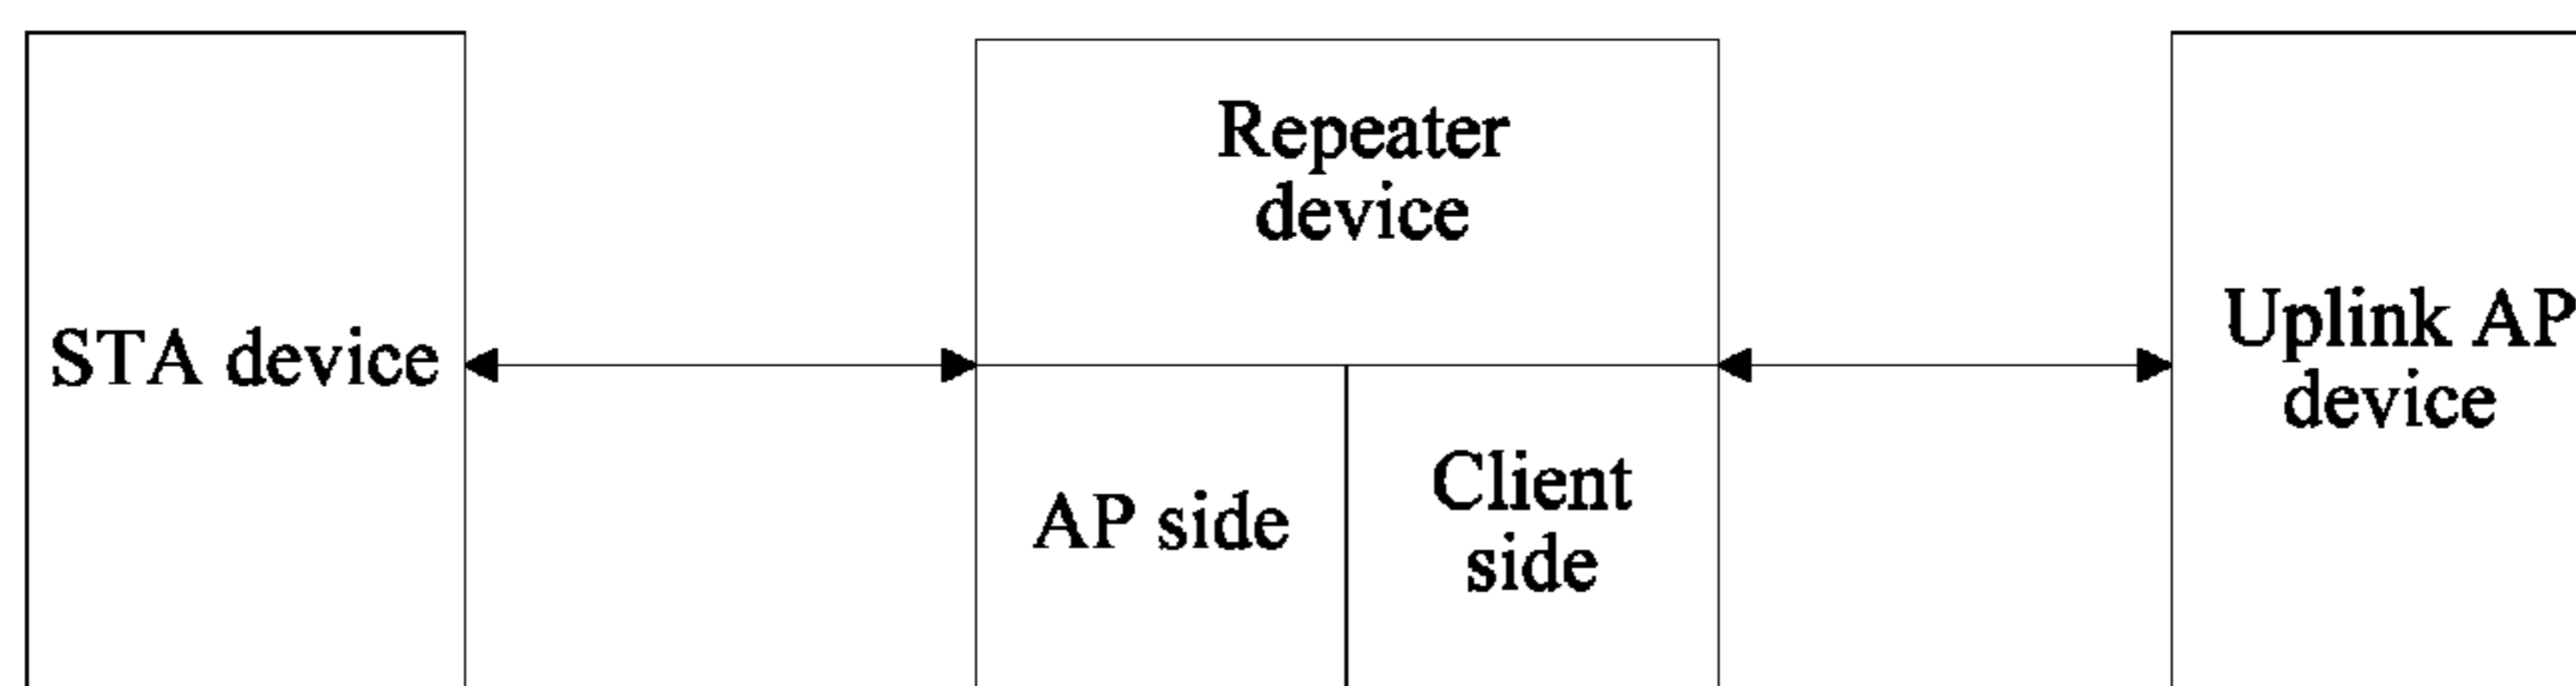 Repeater
device
STA device
Uplink AP
device
AP side
Client
side